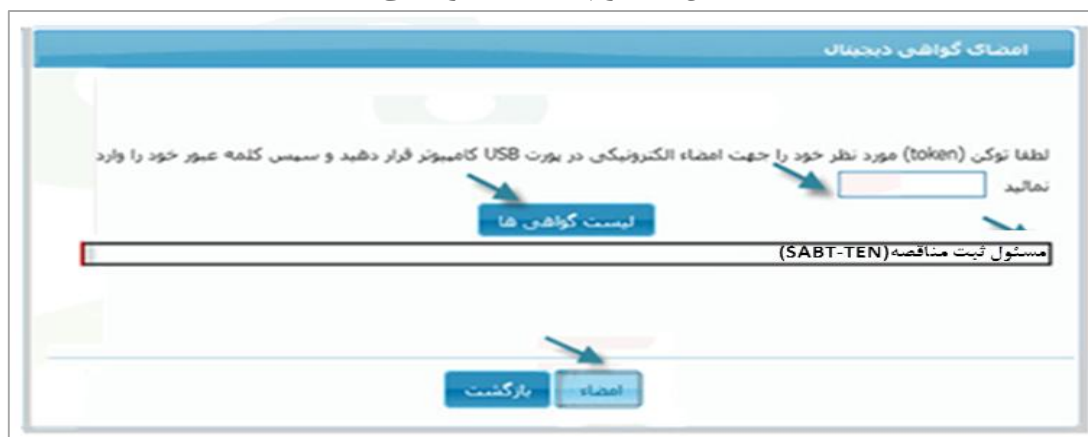 امضای گواهی دیجیتال
لطفا توکن (token) مورد نظر خود را جهت امضاء الکترونیکی در پورت USB کامپیوتر قرار دهید و سپس کلمه عبور خود را وارد
نمائید
لیست گواهی ها
مسئول ثبت مناقصه(SABT-TEN)
امضاء
بازگشت